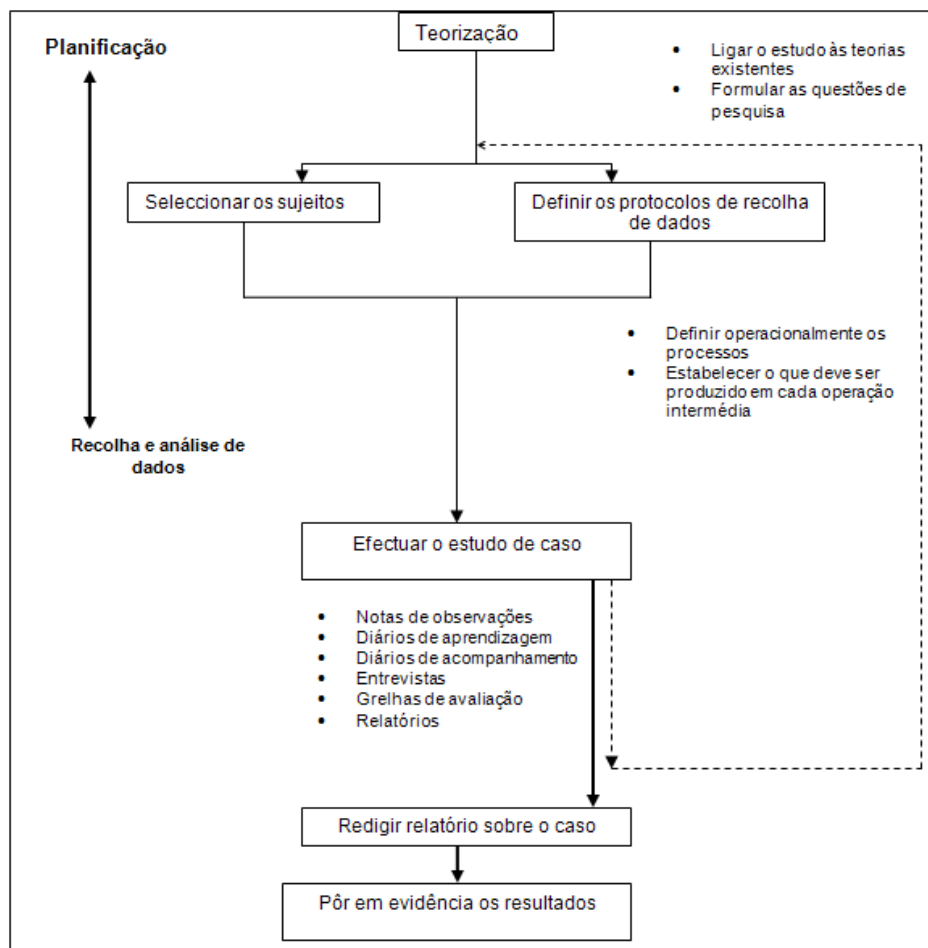 Planificação
Teorização
• Ligar o estudo às teorias
existentes
• Formular as questões de
pesquisa
Seleccionar os sujeitos
Definir os protocolos de recolha
de dados
• Definir operacionalmente os
processos
• Estabelecer o que deve ser
produzido em cada operação
intermédia
Recolha e análise de
dados
Efectuar o estudo de caso
• Notas de observações
• Diários de aprendizagem
• Diários de acompanhamento
• Entrevistas
• Grelhas de avaliação
• Relatórios
Redigir relatório sobre o caso
Pôr em evidência os resultados